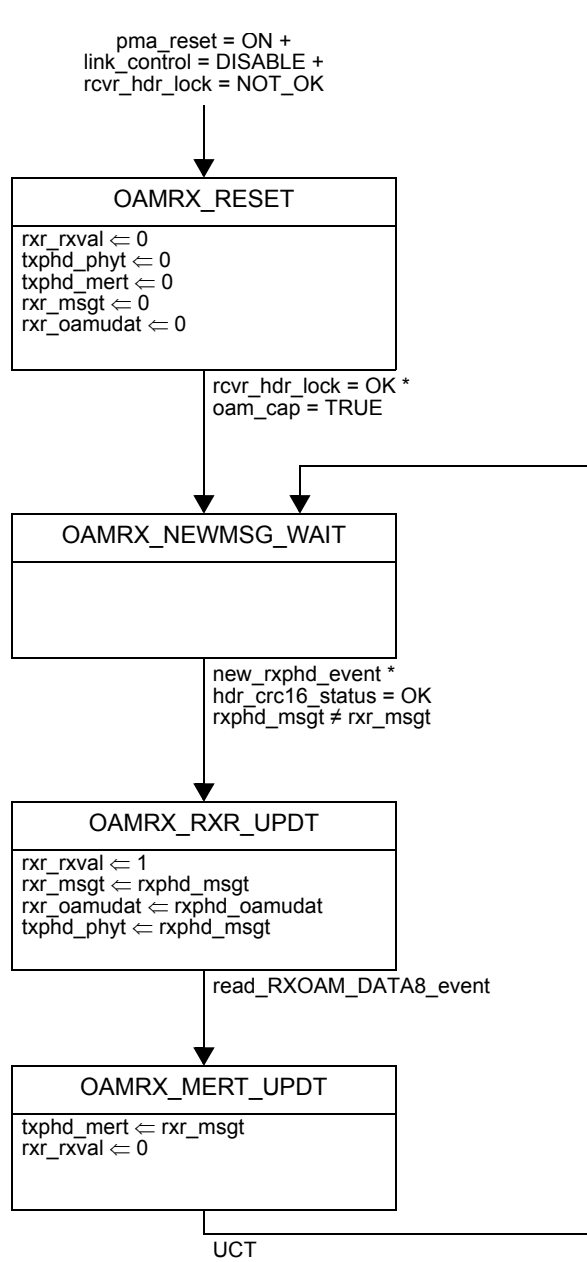 pma_reset = ON +
link_control = DISABLE +
rcvr_hdr_lock = NOT_OK
OAMRX_RESET
rxr_rxval ⇐ 0
txphd_phyt ⇐ 0
txphd_mert ⇐ 0
rxr_msgt ⇐ 0
rxr_oamudat ⇐ 0
rcvr_hdr_lock = OK *
oam_cap = TRUE
OAMRX_NEWMSG_WAIT
new_rxphd_event *
hdr_crc16_status = OK
rxphd_msgt ≠ rxr_msgt
OAMRX_RXR_UPDT
rxr_rxval ⇐ 1
rxr_msgt ⇐ rxphd_msgt
rxr_oamudat ⇐ rxphd_oamudat
txphd_phyt ⇐ rxphd_msgt
read_RXOAM_DATA8_event
OAMRX_MERT_UPDT
txphd_mert ⇐ rxr_msgt
rxr_rxval ⇐ 0
UCT